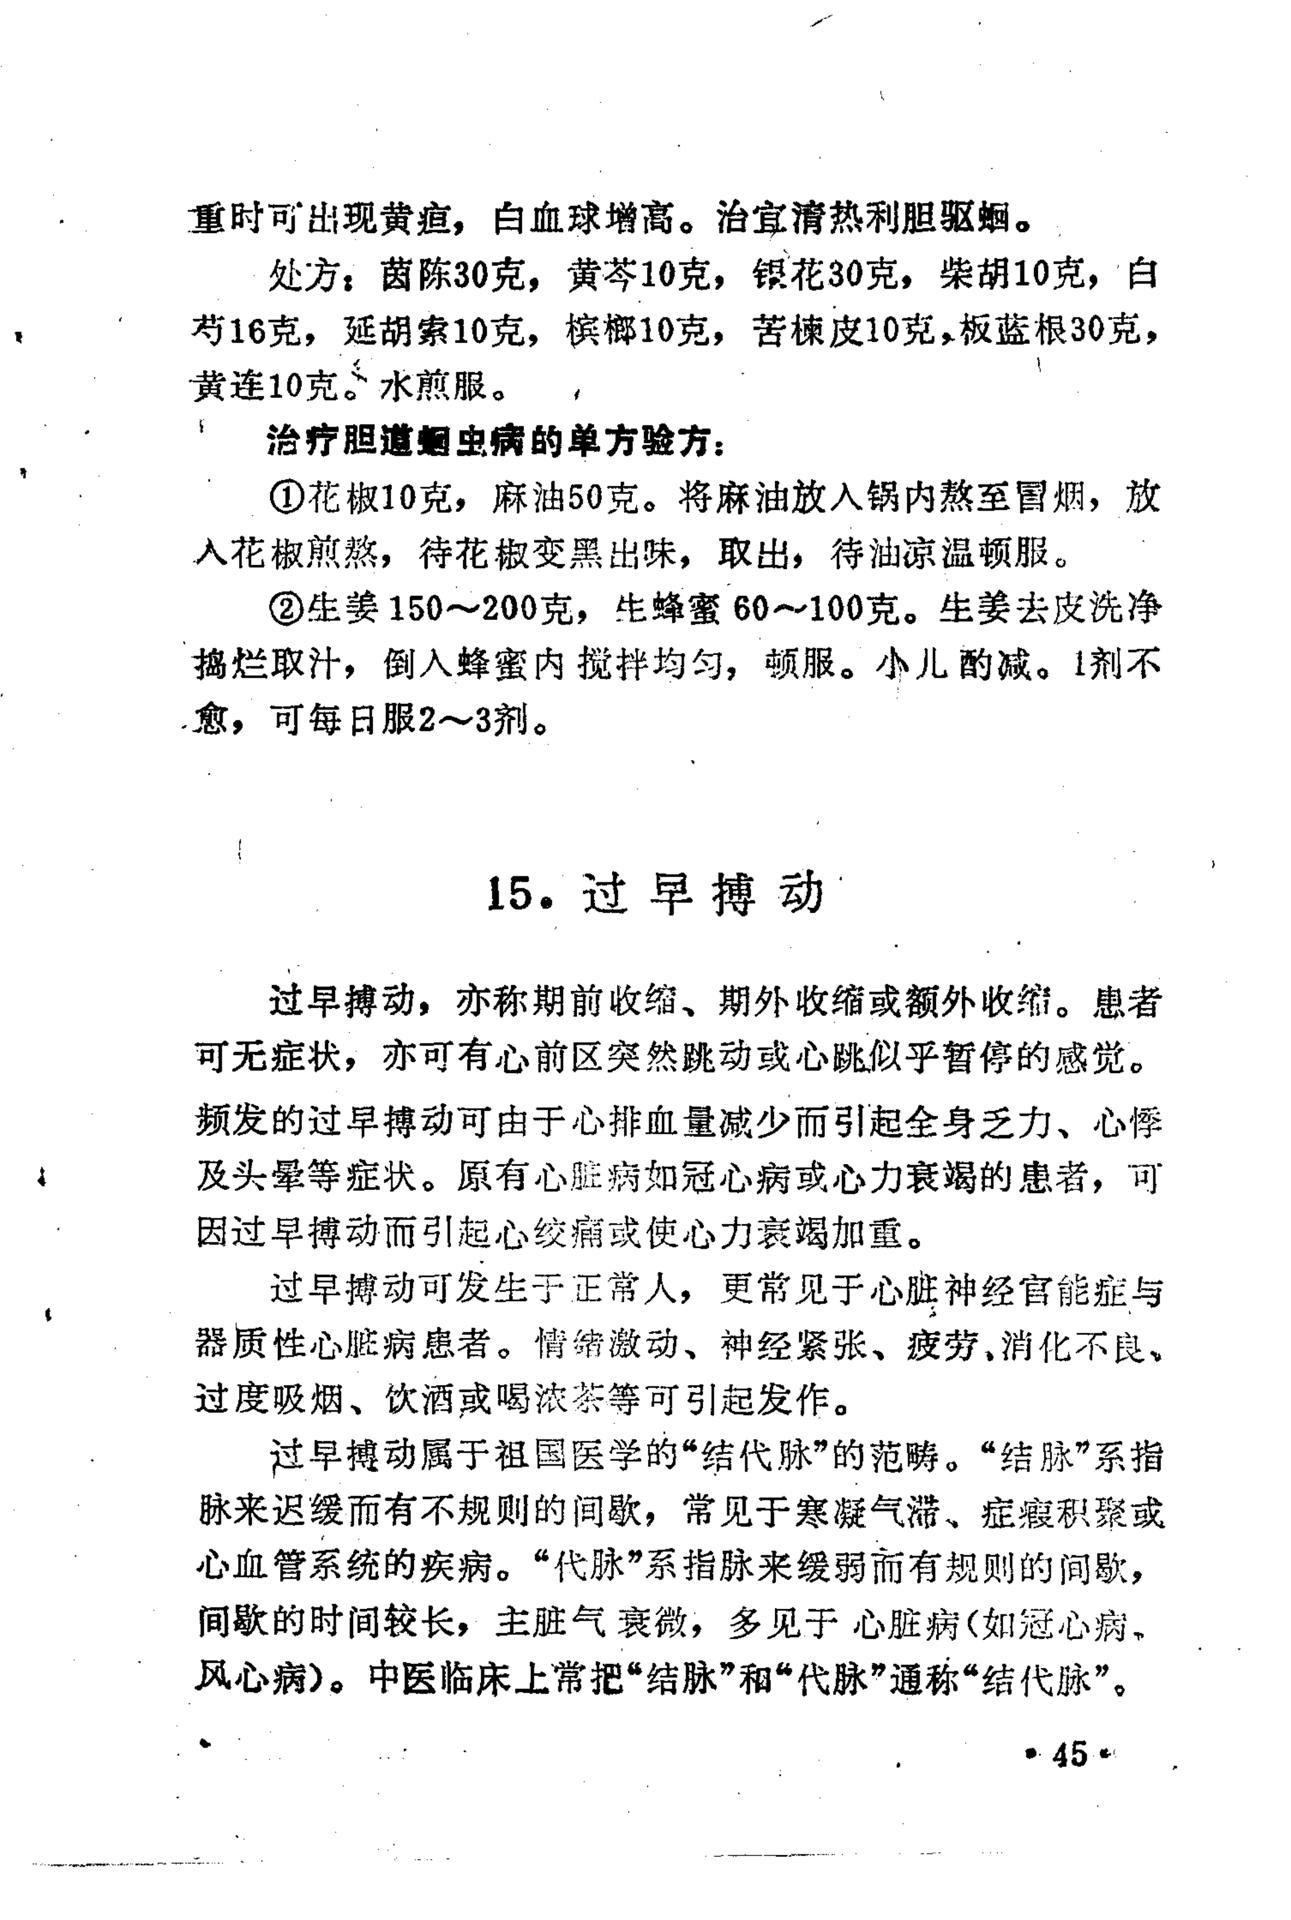 重时可出现黄疸，白血球增高。治宜清热利胆驱蛔。
处方：茵陈30克，黄芩10克，银花30克，柴胡10克，白
芍16克，延胡索10克，槟榔10克，苦楝皮10克，板蓝根30克，
黄连10克。水煎服。
治疗胆道蛔虫病的单方验方：
①花椒10克，麻油50克。将麻油放入锅内熬至冒烟，放
入花椒煎熬，待花椒变黑出味，取出，待油凉温顿服。
②生姜150～200克，生蜂蜜60～100克。生姜去皮洗净
捣烂取汁，倒入蜂蜜内搅拌均匀，顿服。小儿酌减。1剂不
愈，可每日服2～3剂。
15．过早搏动
过早搏动，亦称期前收缩、期外收缩或额外收缩。患者
可无症状，亦可有心前区突然跳动或心跳似乎暂停的感觉。
频发的过早搏动可由于心排血量减少而引起全身乏力、心悸
及头晕等症状。原有心脏病如冠心病或心力衰竭的患者，可
因过早搏动而引起心绞痛或使心力衰竭加重。
过早搏动可发生于正常人，更常见于心脏神经官能症与
器质性心脏病患者。情绪激动、神经紧张、疲劳、消化不良、
过度吸烟、饮酒或喝浓茶等可引起发作。
过早搏动属于祖国医学的“结代脉”的范畴。“结脉”系指
脉来迟缓而有不规则的间歇，常见于寒凝气滞、症瘕积聚或
心血管系统的疾病。“代脉”系指脉来缓弱而有规则的间歇，
间歇的时间较长，主脏气衰微，多见于心脏病（如冠心病、
风心病）。中医临床上常把“结脉”和“代脉”通称“结代脉”。
• 45 •